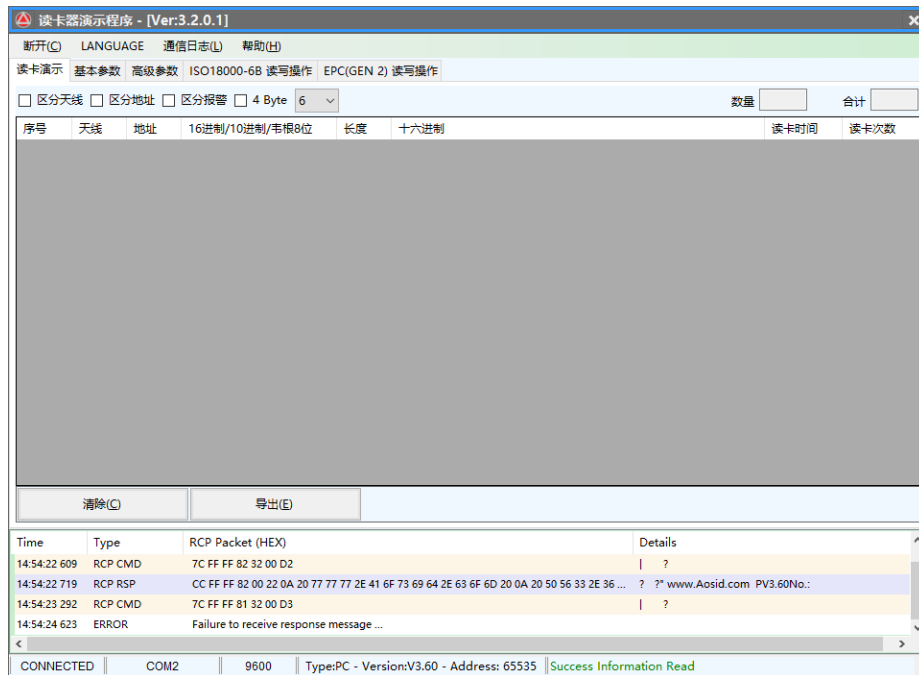 读卡器演示程序 - [Ver:3.2.0.1]
断开(C) LANGUAGE 通信日志(L) 帮助(H)
读卡演示 基本参数 高级参数 ISO18000-6B 读写操作 EPC(GEN 2) 读写操作
区分天线 区分地址 区分报警 4 Byte 6 数量 合计
序号 天线 地址 16进制/10进制/韦根8位 长度 十六进制 读卡时间 读卡次数
清除(C) 导出(E)
Time Type RCP Packet (HEX) Details
14:54:22 609 RCP CMD 7C FF FF 82 32 00 D2 | ?
14:54:22 719 RCP RSP CC FF FF 82 00 22 0A 20 77 77 77 2E 41 6F 73 69 64 2E 63 6F 6D 20 0A 20 50 56 33 2E 36 ... ? ?" www.Aosid.com PV3.60No.:
14:54:23 292 RCP CMD 7C FF FF 81 32 00 D3 | ?
14:54:24 623 ERROR Failure to receive response message ...
CONNECTED COM2 9600 Type:PC - Version:V3.60 - Address: 65535 Success Information Read